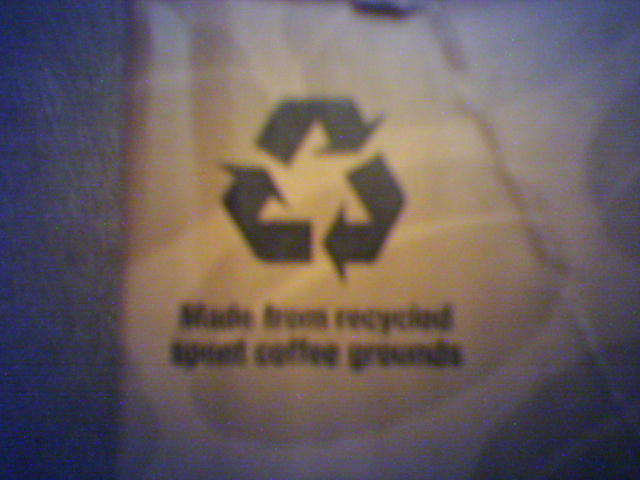 Made from recycled
spent coffee grounds